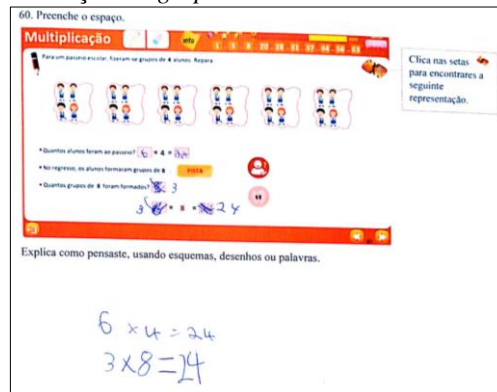 60. Preenche o espaço.
Multiplicação
info
Para um passeio escolar, fizeram-se grupos de 4 alunos. Repara
Clica nas setas
para encontrares a
seguinte
representação.
• Quantos alunos foram ao passeio? 6 × 4 = 24
• No regresso, os alunos formaram grupos de 8
PISTA
• Quantos grupos de 8 foram formados? 3
3 × 8 = 24
Explica como pensaste, usando esquemas, desenhos ou palavras.
6 × 4 = 24
3 × 8 = 24